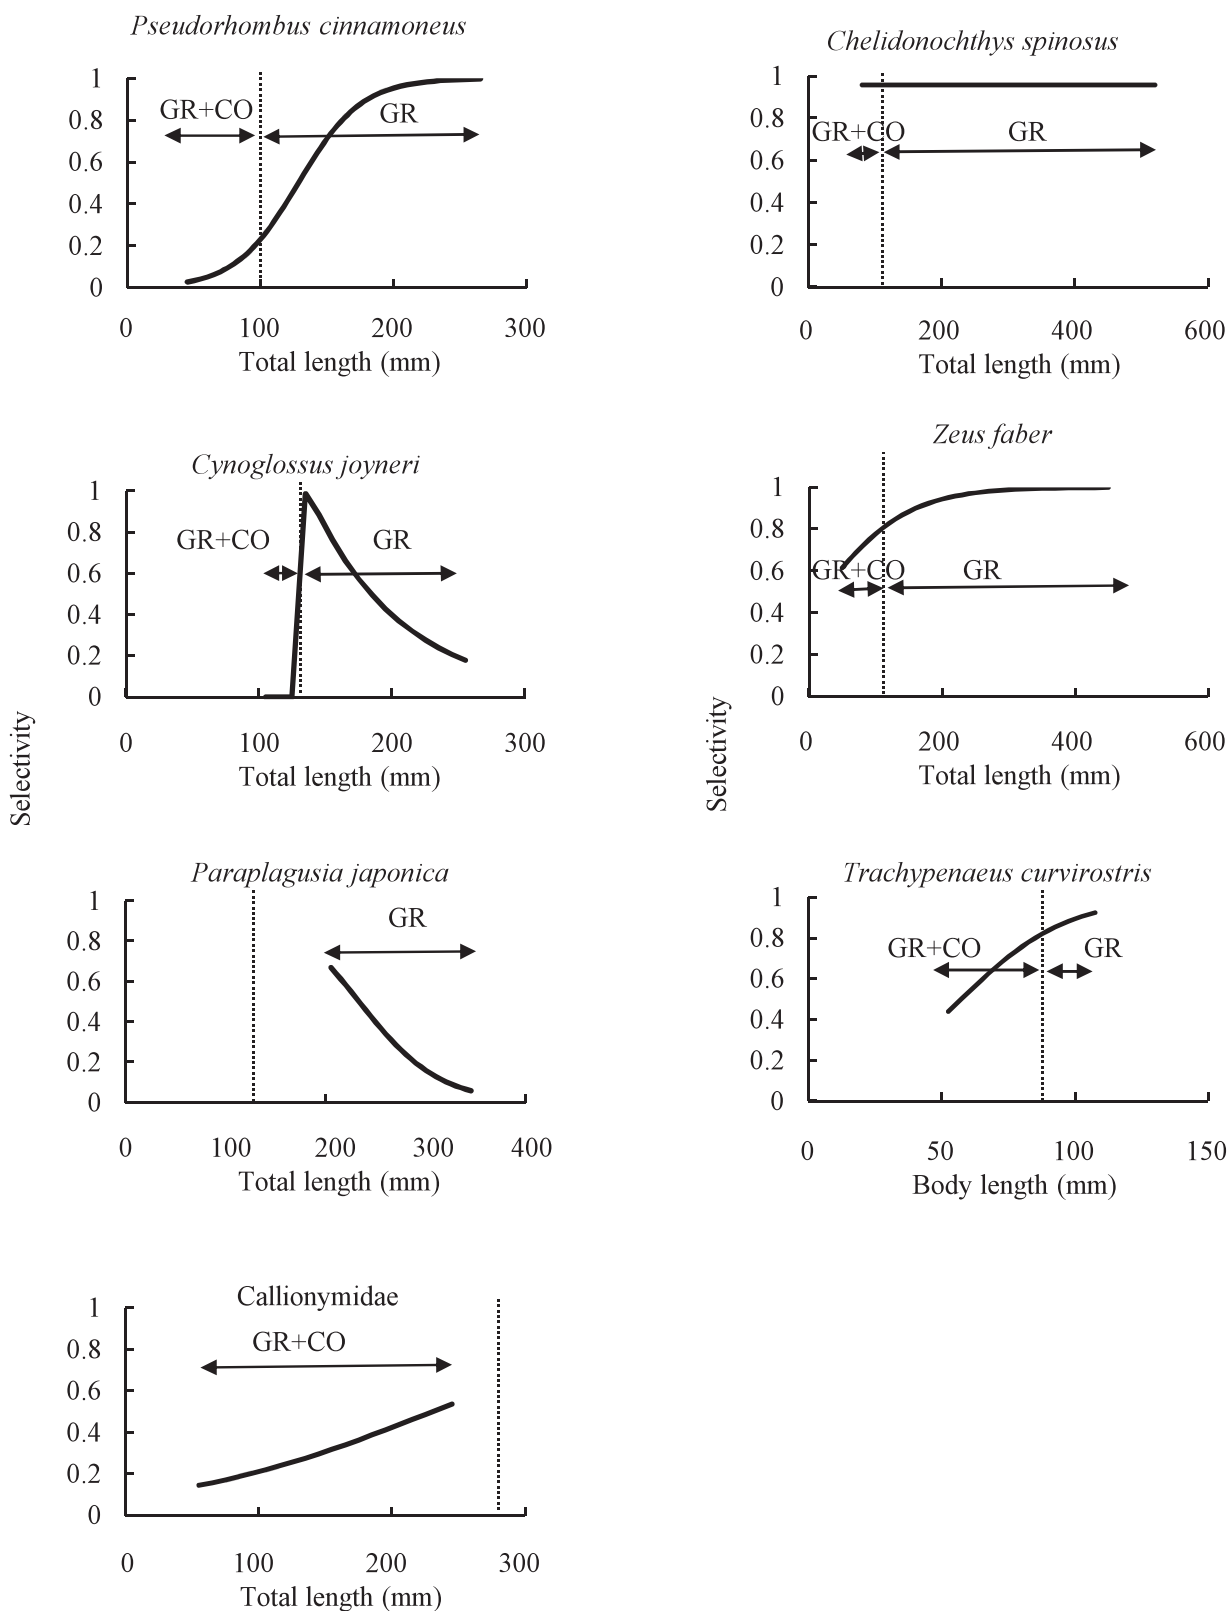 Pseudorhombus cinnamoneus
1
0.8
0.6
0.4
0.2
0
GR+CO
GR
0 100 200 300
Total length (mm)
Chelidonochthys spinosus
1
0.8
0.6
0.4
0.2
0
GR+CO
GR
0 200 400 600
Total length (mm)
Cynoglossus joyneri
1
0.8
0.6
0.4
0.2
0
GR+CO
GR
0 100 200 300
Total length (mm)
Zeus faber
1
0.8
0.6
0.4
0.2
0
GR+CO
GR
0 200 400 600
Total length (mm)
Selectivity
Selectivity
Paraplagusia japonica
1
0.8
0.6
0.4
0.2
0
GR
0 100 200 300 400
Total length (mm)
Trachypenaeus curvirostris
1
0.8
0.6
0.4
0.2
0
GR+CO
GR
0 50 100 150
Body length (mm)
Callionymidae
1
0.8
0.6
0.4
0.2
0
GR+CO
0 100 200 300
Total length (mm)